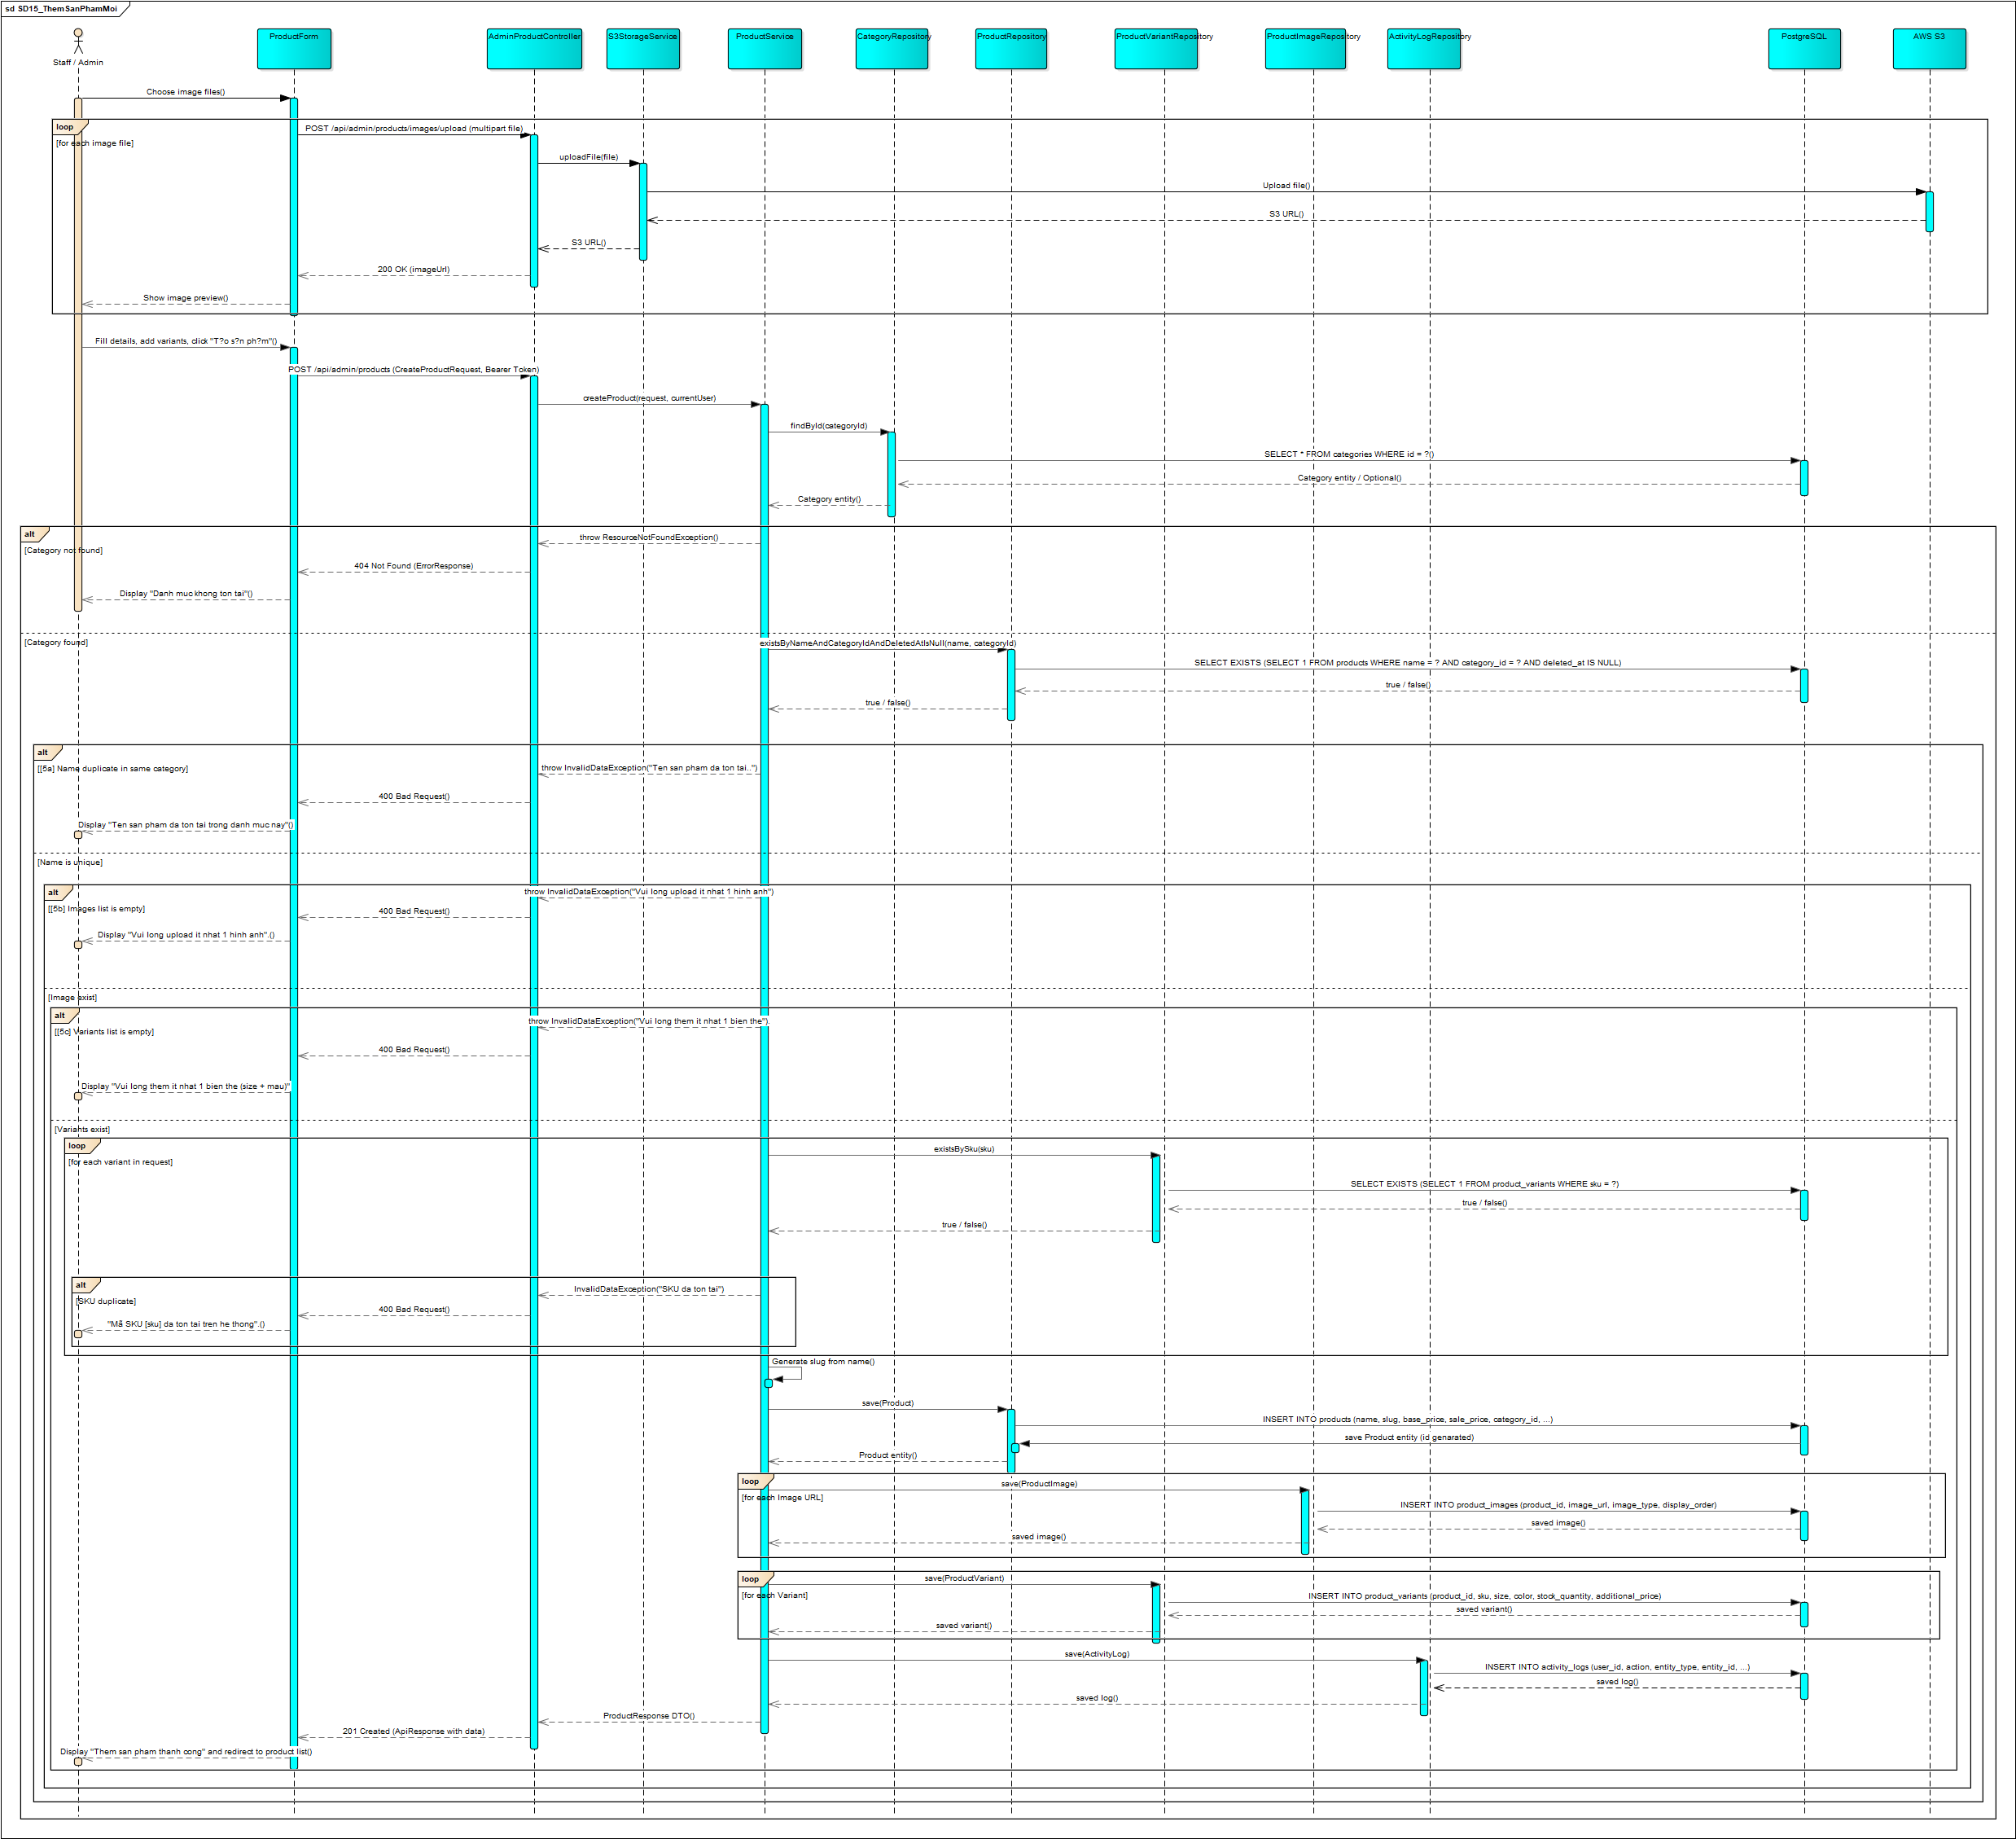 sd SD15_ThemSanPhamMoi
Staff / Admin
ProductForm
AdminProductController
S3StorageService
ProductService
CategoryRepository
ProductRepository
ProductVariantRepository
ProductImageRepository
ActivityLogRepository
PostgreSQL
AWS S3
Choose image files()
loop
[for each image file]
POST /api/admin/products/images/upload (multipart file)
uploadFile(file)
Upload file()
S3 URL()
S3 URL()
200 OK (imageUrl)
Show image preview()
Fill details, add variants, click "T?o s?n ph?m"()
POST /api/admin/products (CreateProductRequest, Bearer Token)
createProduct(request, currentUser)
findById(categoryId)
SELECT * FROM categories WHERE id = ?()
Category entity / Optional()
Category entity()
alt
[Category not found]
throw ResourceNotFoundException()
404 Not Found (ErrorResponse)
Display "Danh muc khong ton tai"()
[Category found]
existsByNameAndCategoryIdAndDeletedAtIsNull(name, categoryId)
SELECT EXISTS (SELECT 1 FROM products WHERE name = ? AND category_id = ? AND deleted_at IS NULL)
true / false()
true / false()
alt
[[5a] Name duplicate in same category]
throw InvalidDataException("Ten san pham da ton tai..")
400 Bad Request()
Display "Ten san pham da ton tai trong danh muc nay"()
[Name is unique]
alt
[[5b] Images list is empty]
throw InvalidDataException("Vui long upload it nhat 1 hinh anh")
400 Bad Request()
Display "Vui long upload it nhat 1 hinh anh".()
[Image exist]
alt
[[5c] Variants list is empty]
throw InvalidDataException("Vui long them it nhat 1 bien the")
400 Bad Request()
Display "Vui long them it nhat 1 bien the (size + mau)"
[Variants exist]
loop
[for each variant in request]
existsBySku(sku)
SELECT EXISTS (SELECT 1 FROM product_variants WHERE sku = ?)
true / false()
true / false()
alt
[SKU duplicate]
InvalidDataException("SKU da ton tai")
400 Bad Request()
"Mã SKU [sku] da ton tai tren he thong".()
Generate slug from name()
save(Product)
INSERT INTO products (name, slug, base_price, sale_price, category_id, ...)
save Product entity (id genarated)
Product entity()
loop
[for each Image URL]
save(ProductImage)
INSERT INTO product_images (product_id, image_url, image_type, display_order)
saved image()
saved image()
loop
[for each Variant]
save(ProductVariant)
INSERT INTO product_variants (product_id, sku, size, color, stock_quantity, additional_price)
saved variant()
saved variant()
save(ActivityLog)
INSERT INTO activity_logs (user_id, action, entity_type, entity_id, ...)
saved log()
saved log()
ProductResponse DTO()
201 Created (ApiResponse with data)
Display "Them san pham thanh cong" and redirect to product list()